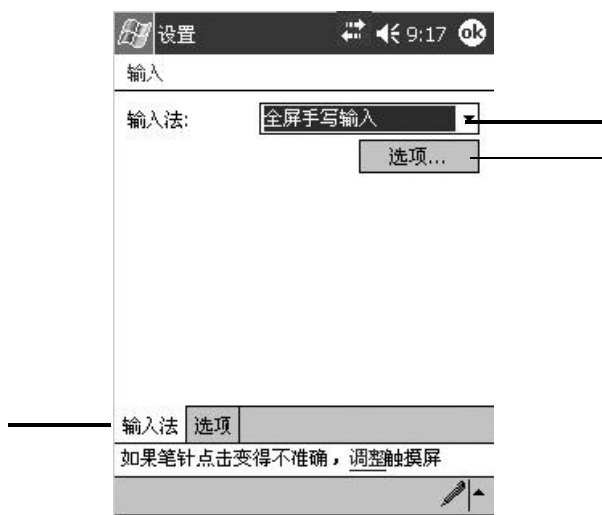 设置 9:17 ok
输入
输入法: 全屏手写输入
选项...
输入法 选项
如果笔针点击变得不准确，调整触摸屏